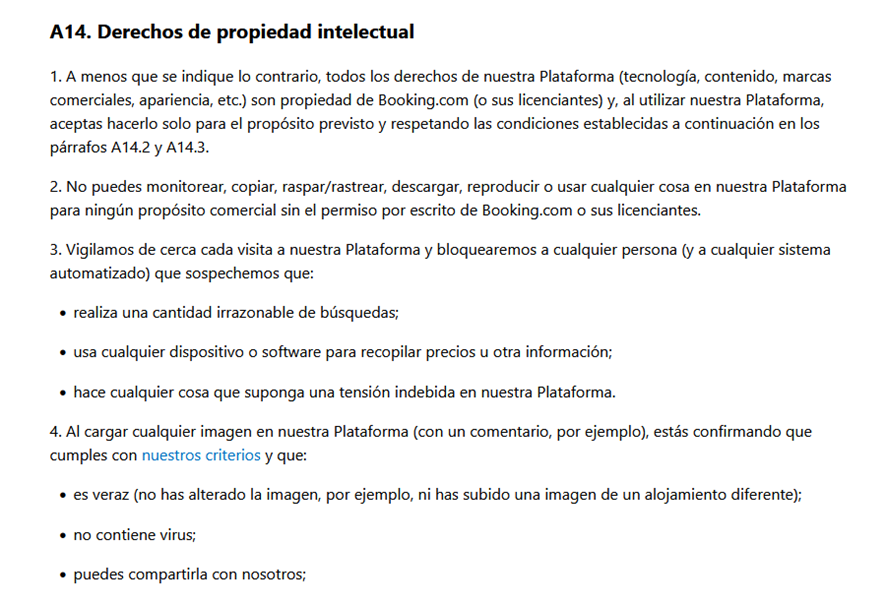 A14. Derechos de propiedad intelectual
1. A menos que se indique lo contrario, todos los derechos de nuestra Plataforma (tecnología, contenido, marcas
comerciales, apariencia, etc.) son propiedad de Booking.com (o sus licenciantes) y, al utilizar nuestra Plataforma,
aceptas hacerlo solo para el propósito previsto y respetando las condiciones establecidas a continuación en los
párrafos A14.2 y A14.3.
2. No puedes monitorear, copiar, raspar/rastrear, descargar, reproducir o usar cualquier cosa en nuestra Plataforma
para ningún propósito comercial sin el permiso por escrito de Booking.com o sus licenciantes.
3. Vigilamos de cerca cada visita a nuestra Plataforma y bloquearemos a cualquier persona (y a cualquier sistema
automatizado) que sospechemos que:
• realiza una cantidad irrazonable de búsquedas;
• usa cualquier dispositivo o software para recopilar precios u otra información;
• hace cualquier cosa que suponga una tensión indebida en nuestra Plataforma.
4. Al cargar cualquier imagen en nuestra Plataforma (con un comentario, por ejemplo), estás confirmando que
cumples con nuestros criterios y que:
• es veraz (no has alterado la imagen, por ejemplo, ni has subido una imagen de un alojamiento diferente);
• no contiene virus;
• puedes compartirla con nosotros;